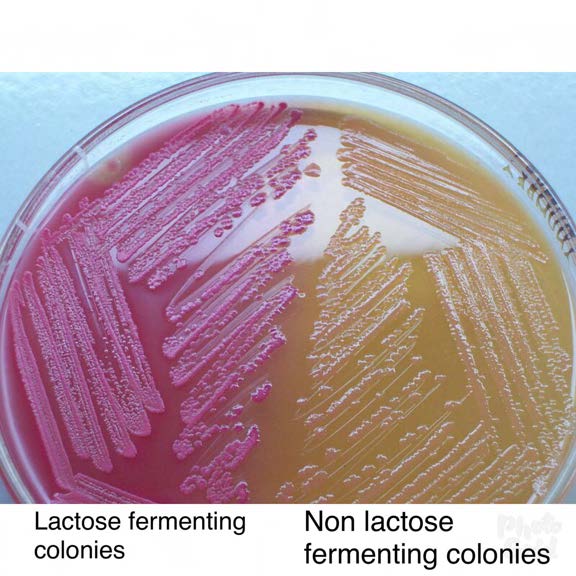 Lactose fermenting
colonies
Non lactose
fermenting colonies